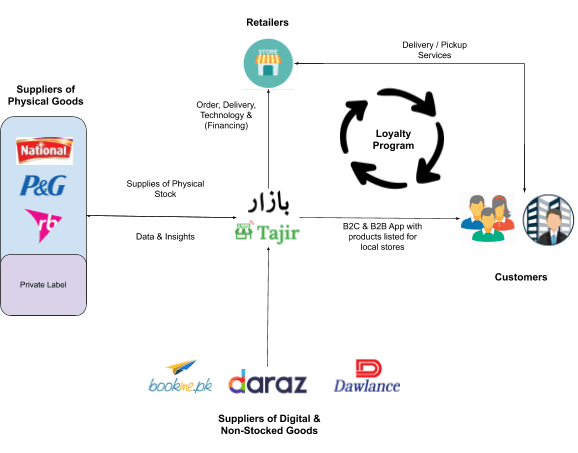 Retailers
STORE
Delivery / Pickup
Services
Suppliers of
Physical Goods
Order, Delivery,
Technology &
(Financing)
Loyalty
Program
National
P&G
rb
Supplies of Physical
Stock
بازار
Tajir
Data & Insights
B2C & B2B App with
products listed for
local stores
Customers
Private Label
bookme.pk
daraz
Dawlance
Suppliers of Digital &
Non-Stocked Goods